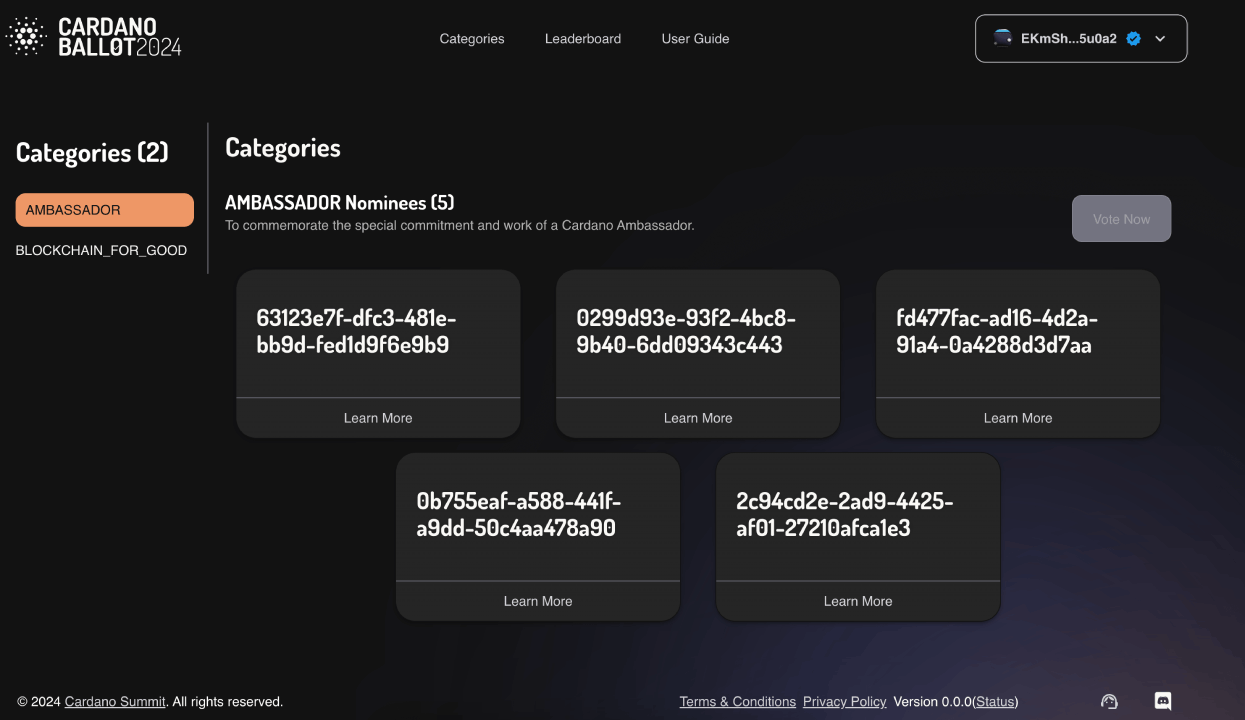 CARDANO
BALLOT2024
Categories
Leaderboard
User Guide
EKmSh...5u0a2
Categories (2)
AMBASSADOR
BLOCKCHAIN_FOR_GOOD
Categories
AMBASSADOR Nominees (5)
To commemorate the special commitment and work of a Cardano Ambassador.
Vote Now
63123e7f-dfc3-481e-
bb9d-fed1d9f6e9b9
Learn More
0299d93e-93f2-4bc8-
9b40-6dd09343c443
Learn More
fd477fac-ad16-4d2a-
91a4-0a4288d3d7aa
Learn More
0b755eaf-a588-441f-
a9dd-50c4aa478a90
Learn More
2c94cd2e-2ad9-4425-
af01-27210afca1e3
Learn More
© 2024 Cardano Summit. All rights reserved.
Terms & Conditions Privacy Policy Version 0.0.0(Status)